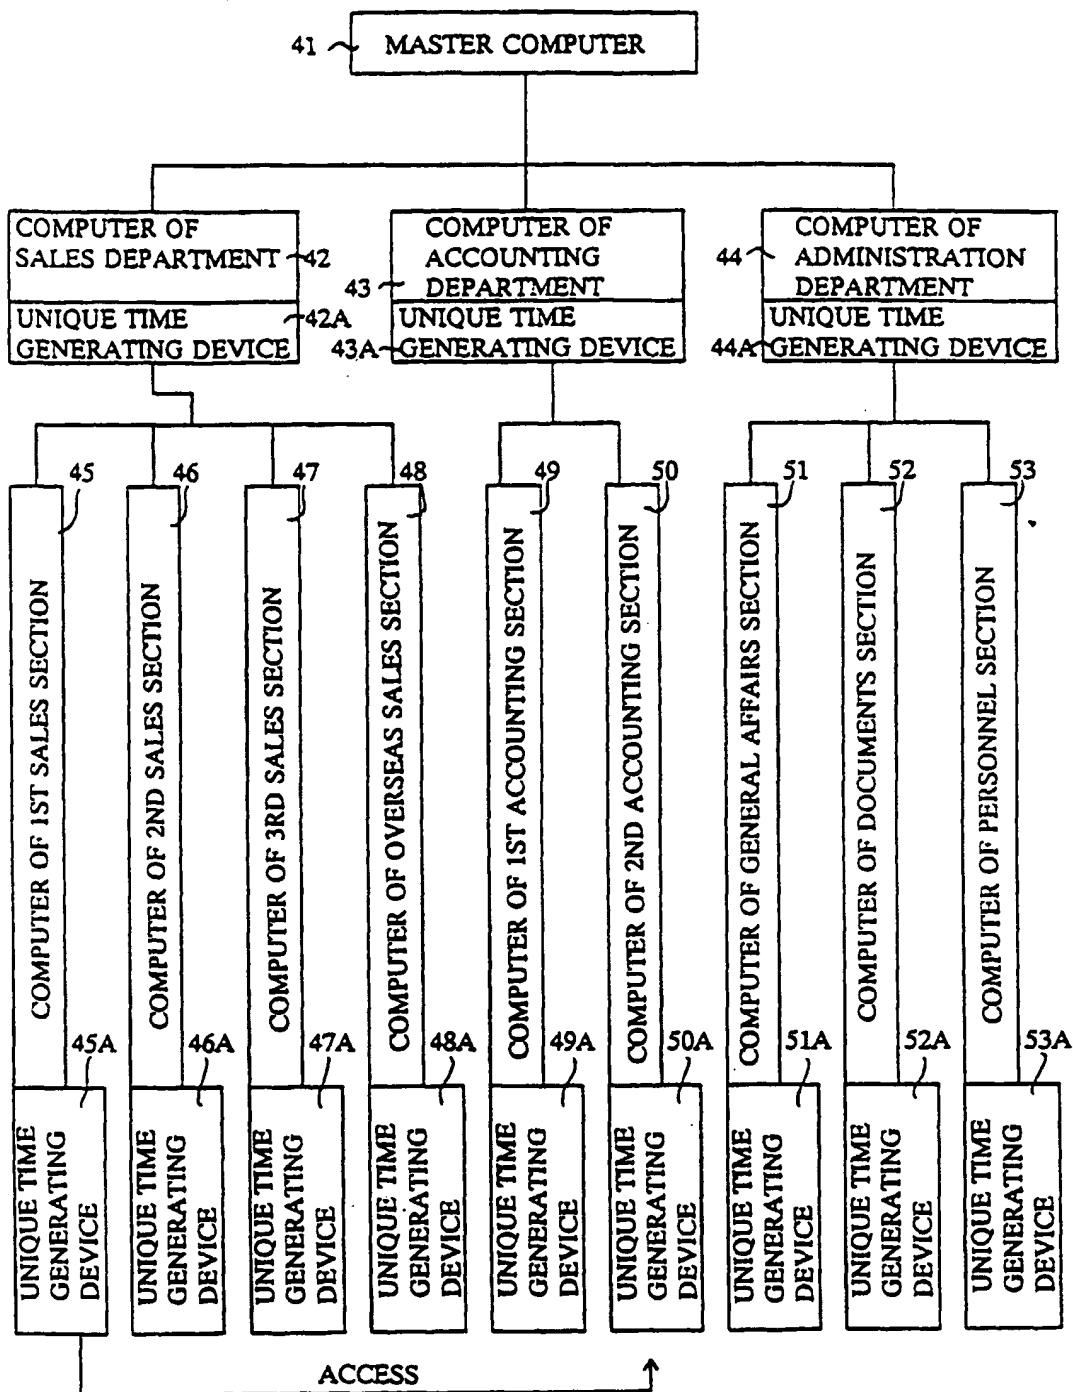 41
MASTER COMPUTER
COMPUTER OF
SALES DEPARTMENT
42
UNIQUE TIME
42A
GENERATING DEVICE
COMPUTER OF
ACCOUNTING
43
DEPARTMENT
UNIQUE TIME
43A
GENERATING DEVICE
COMPUTER OF
44
ADMINISTRATION
DEPARTMENT
UNIQUE TIME
44A
GENERATING DEVICE
45
COMPUTER OF 1ST SALES SECTION
45A
UNIQUE TIME
GENERATING
DEVICE
46
COMPUTER OF 2ND SALES SECTION
46A
UNIQUE TIME
GENERATING
DEVICE
47
COMPUTER OF 3RD SALES SECTION
47A
UNIQUE TIME
GENERATING
DEVICE
48
COMPUTER OF OVERSEAS SALES SECTION
48A
UNIQUE TIME
GENERATING
DEVICE
49
COMPUTER OF 1ST ACCOUNTING SECTION
49A
UNIQUE TIME
GENERATING
DEVICE
50
COMPUTER OF 2ND ACCOUNTING SECTION
50A
UNIQUE TIME
GENERATING
DEVICE
51
COMPUTER OF GENERAL AFFAIRS SECTION
51A
UNIQUE TIME
GENERATING
DEVICE
52
COMPUTER OF DOCUMENTS SECTION
52A
UNIQUE TIME
GENERATING
DEVICE
53
COMPUTER OF PERSONNEL SECTION
53A
UNIQUE TIME
GENERATING
DEVICE
ACCESS